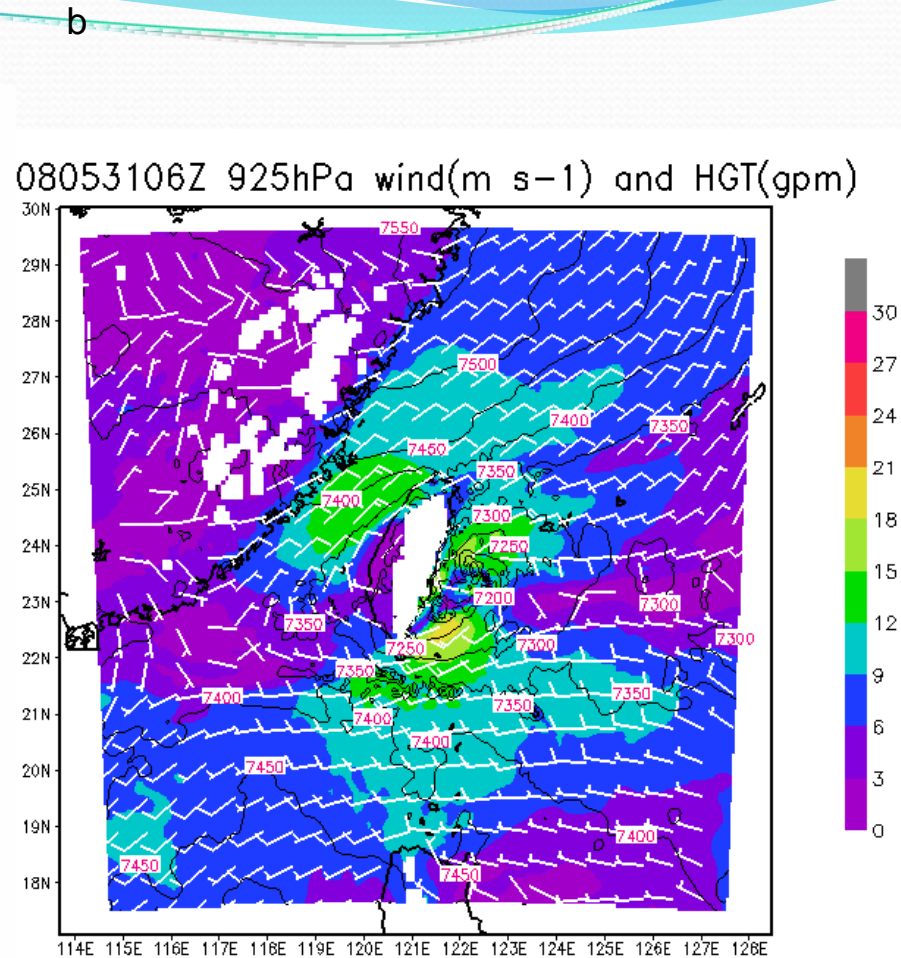 b
08053106Z 925hPa wind(m s-1) and HGT(gpm)
30N
7550
29N
28N
7500
27N
7400
26N
7350
7450
7350
25N
7400
7300
24N
7250
7200
23N
7300
7350
7300
7250
7300
22N
7350
7400
7350
7350
21N
7400
7400
20N
7450
19N
7400
7450
7450
18N
114E 115E 116E 117E 118E 119E 120E 121E 122E 123E 124E 125E 126E 127E 128E
30
27
24
21
18
15
12
9
6
3
0